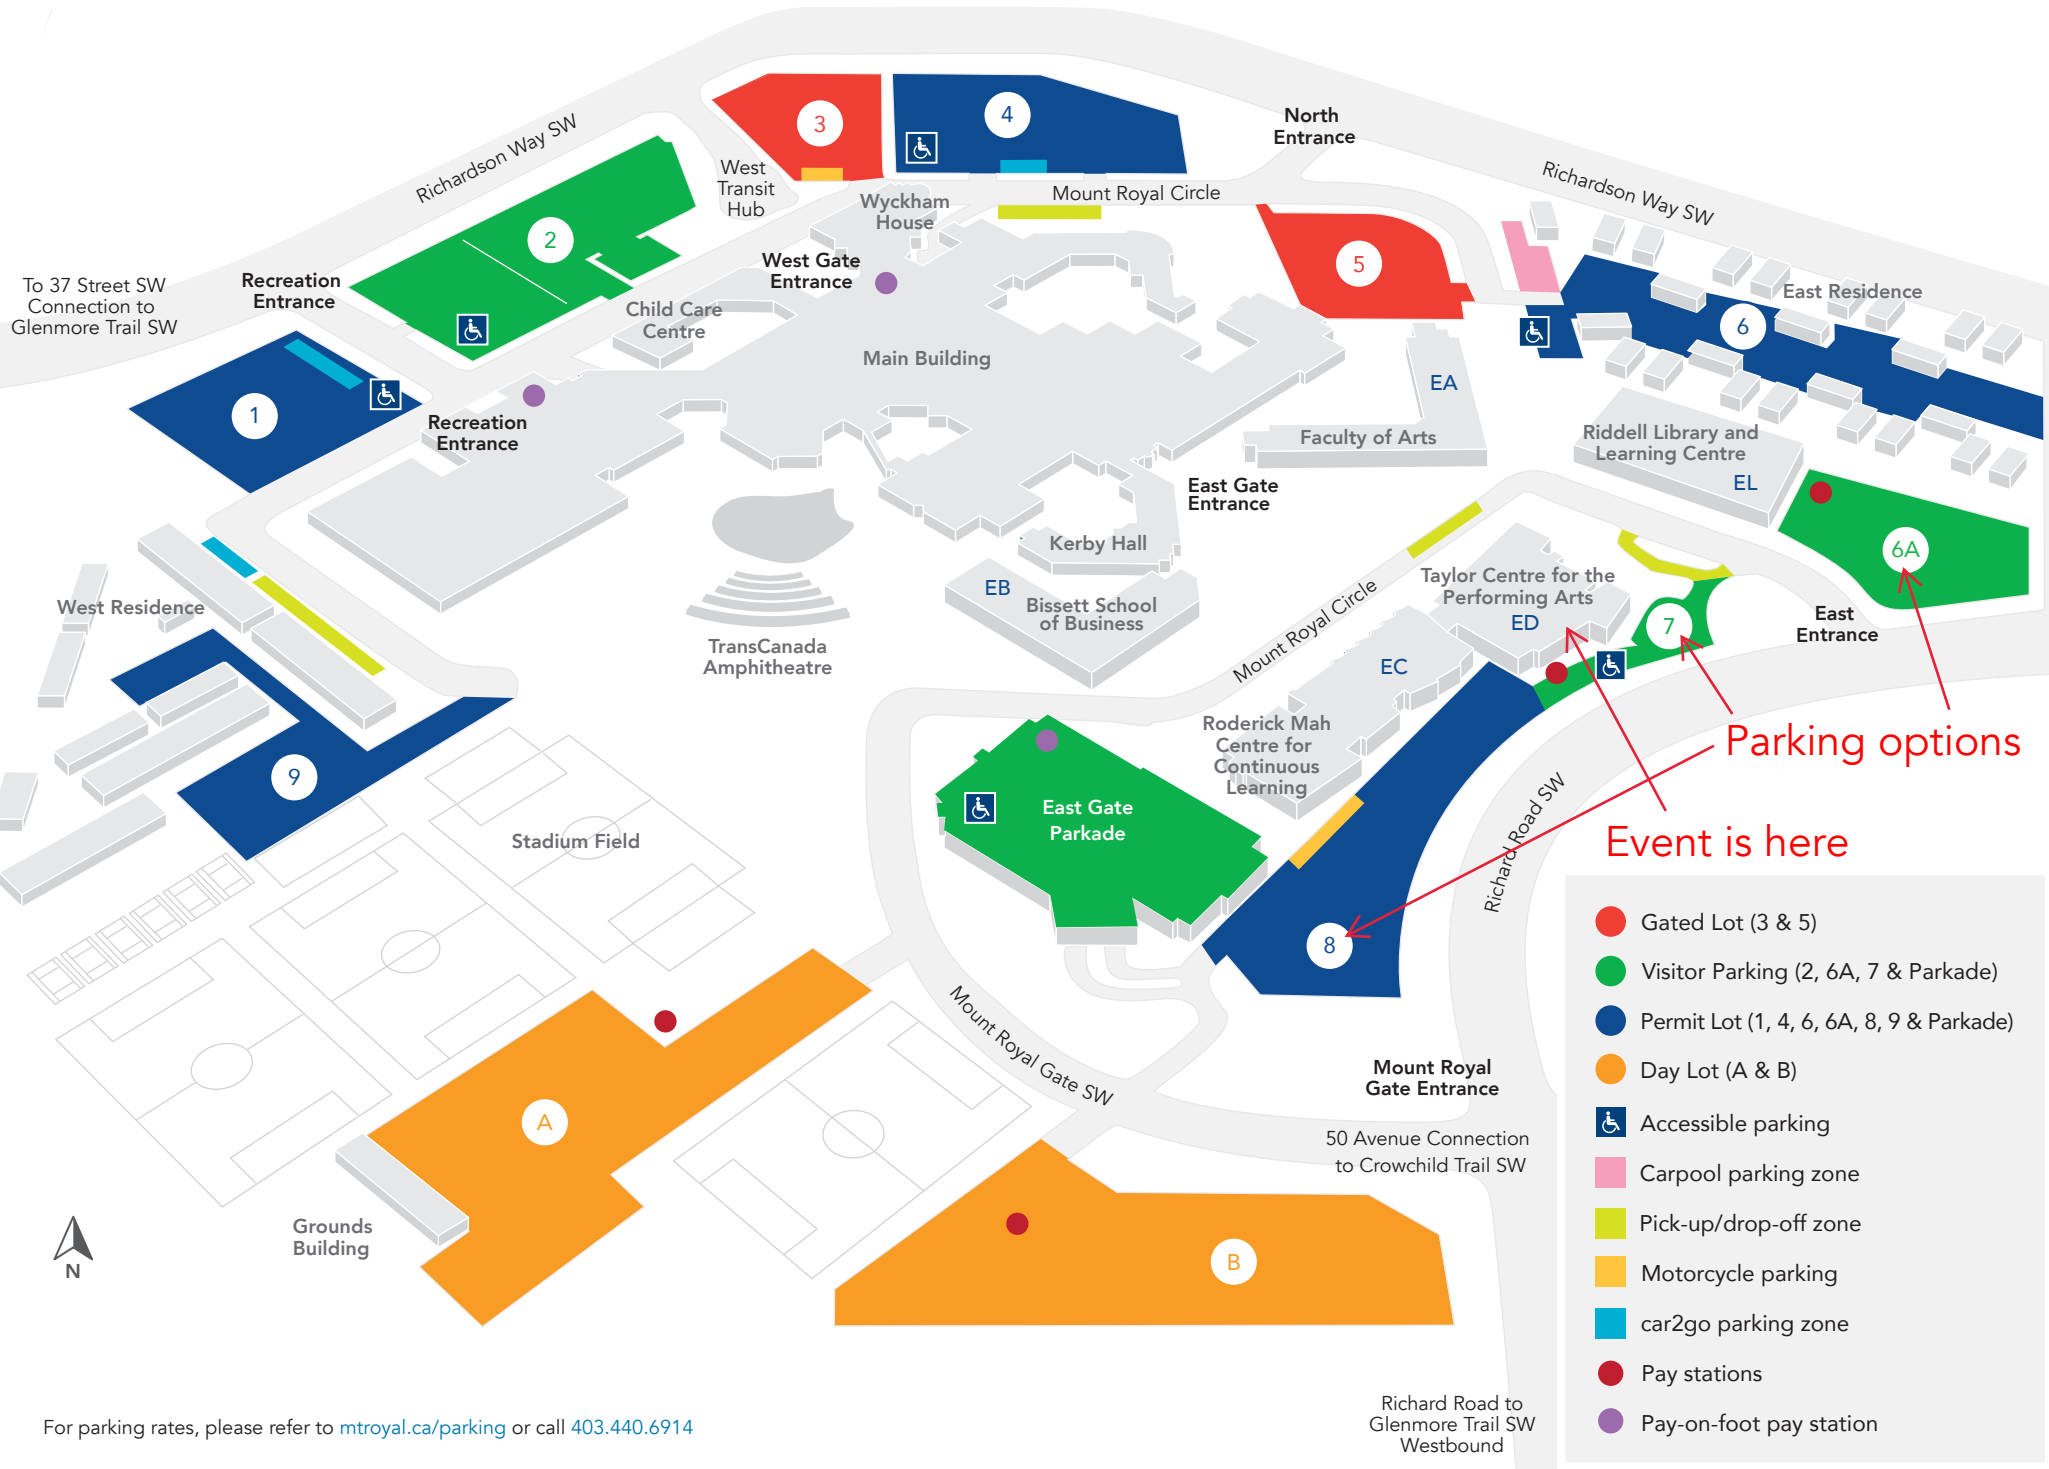 3
4
North
Entrance
Richardson Way SW
West
Transit
Hub
Mount Royal Circle
Richardson Way SW
Wyckham
House
2
West Gate
Entrance
5
Recreation
Entrance
To 37 Street SW
Connection to
Glenmore Trail SW
East Residence
Child Care
Centre
6
Main Building
EA
1
Recreation
Entrance
Faculty of Arts
Riddell Library and
Learning Centre
EL
East Gate
Entrance
Kerby Hall
6A
EB
Bissett School
of Business
Taylor Centre for the
Performing Arts
ED
West Residence
7
East
Entrance
TransCanada
Amphitheatre
Mount Royal Circle
EC
Roderick Mah
Centre for
Continuous
Learning
Parking options
9
East Gate
Parkade
Richard Road SW
Stadium Field
Event is here
8
Mount Royal Gate SW
Mount Royal
Gate Entrance
A
50 Avenue Connection
to Crowchild Trail SW
Grounds
Building
B
N
Gated Lot (3 & 5)
Visitor Parking (2, 6A, 7 & Parkade)
Permit Lot (1, 4, 6, 6A, 8, 9 & Parkade)
Day Lot (A & B)
Accessible parking
Carpool parking zone
Pick-up/drop-off zone
Motorcycle parking
car2go parking zone
Pay stations
Pay-on-foot pay station
Richard Road to
Glenmore Trail SW
Westbound
For parking rates, please refer to mtroyal.ca/parking or call 403.440.6914